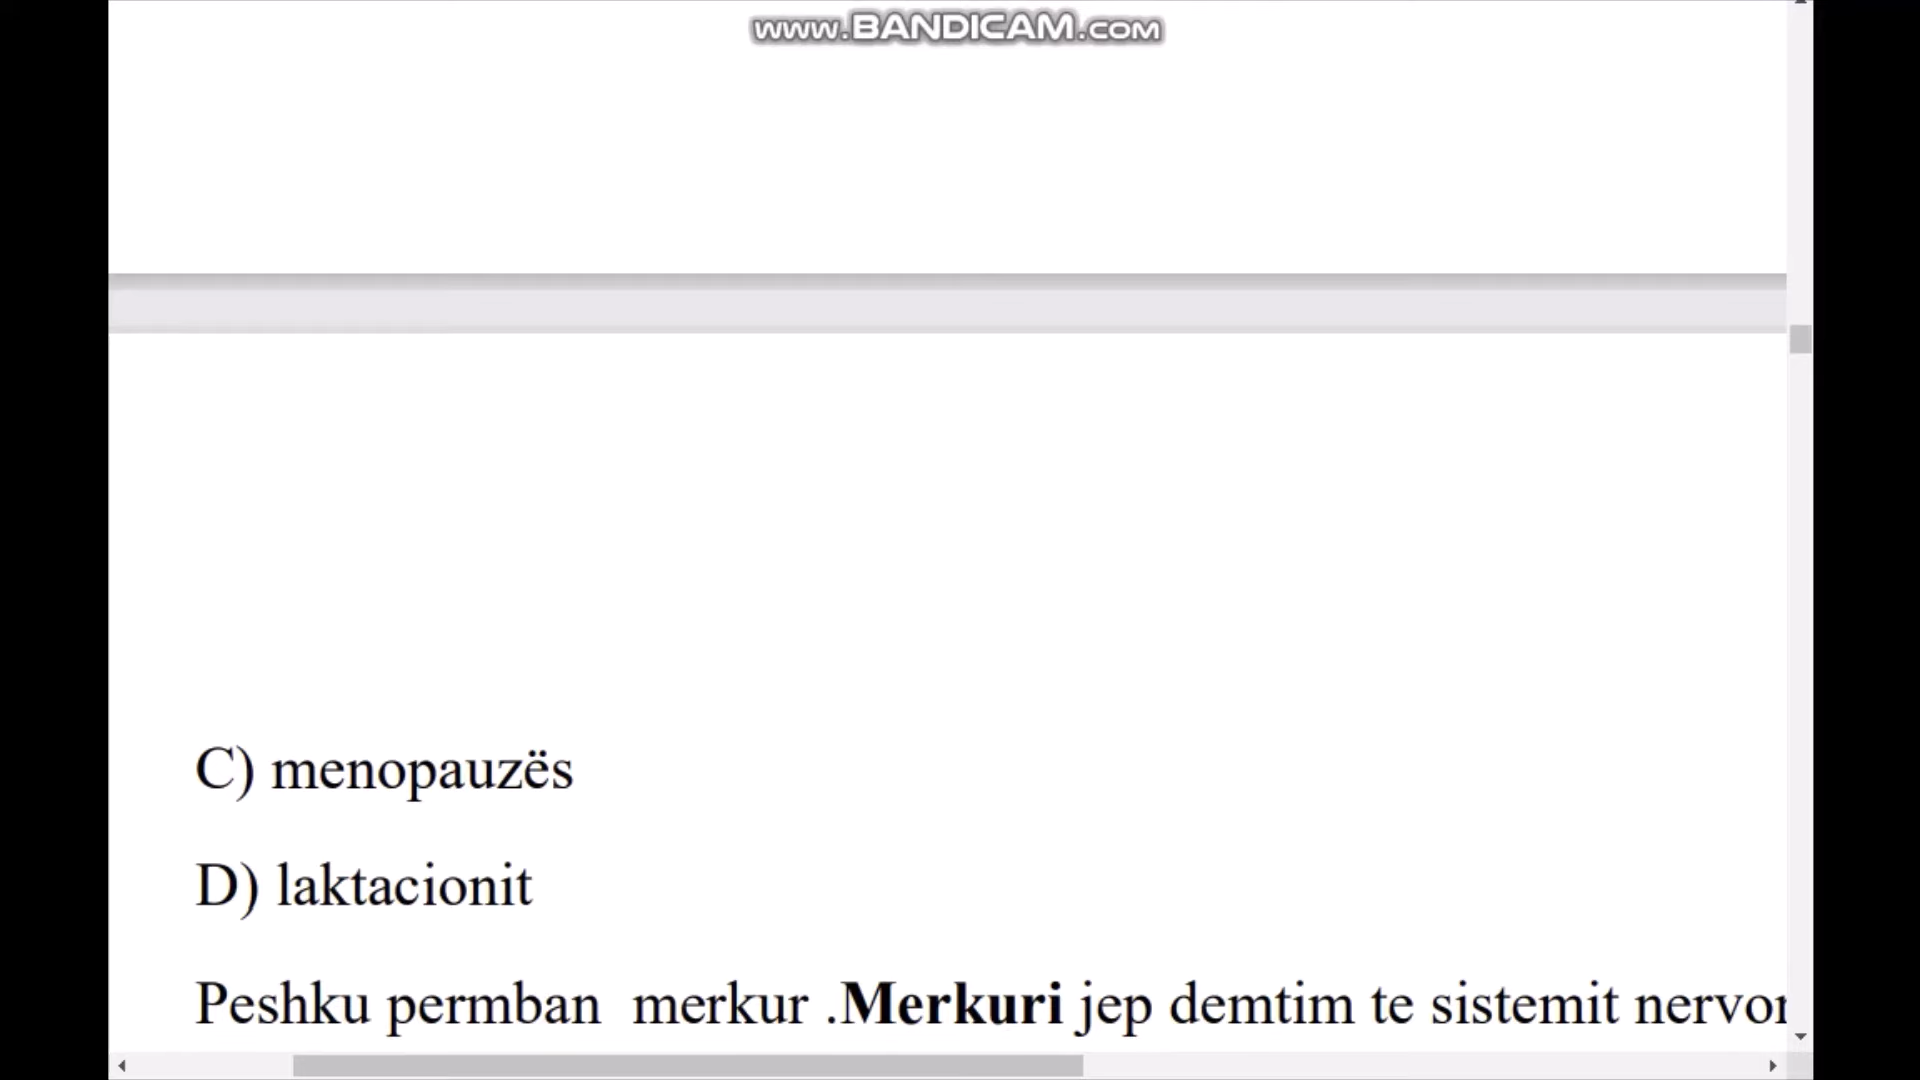 www.BANDICAM.com
C) menopauzës
D) laktacionit
Peshku permban merkur .Merkuri jep demtim te sistemit nervor